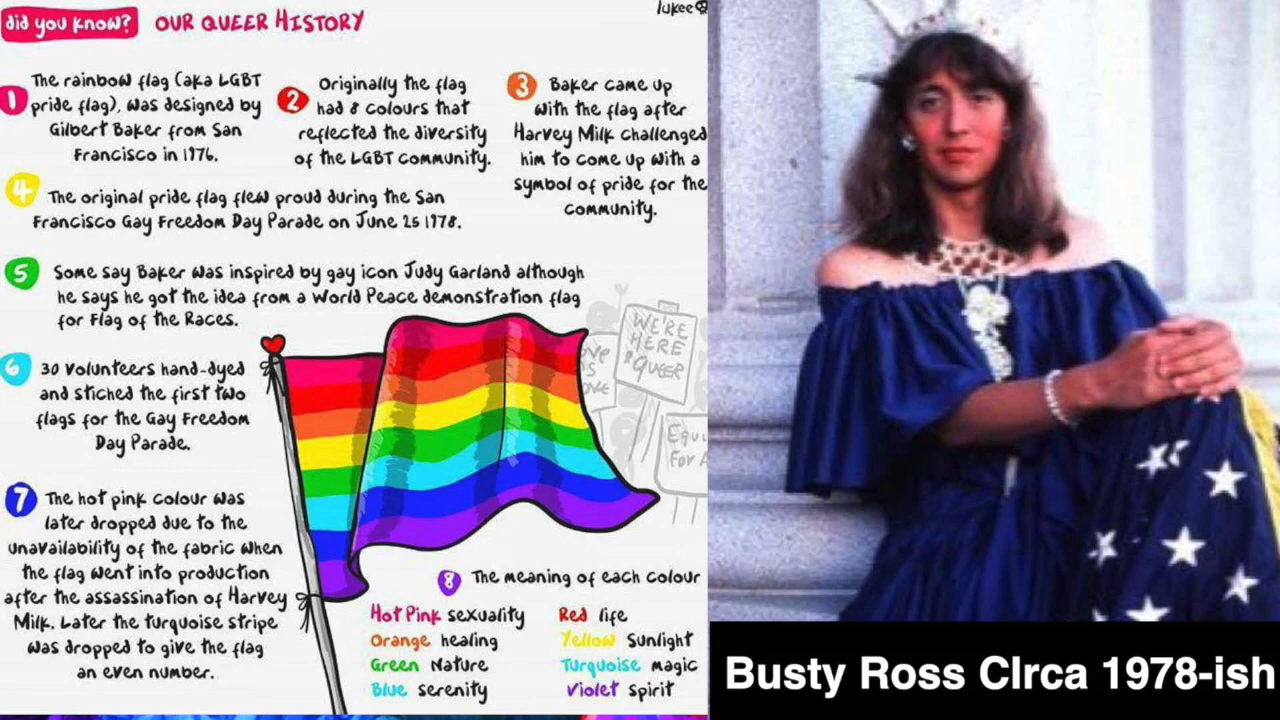 did you know? OUR QUEER HISTORY
lukee
1 The rainbow flag (aka LGBT
pride flag), was designed by
Gilbert Baker from San
Francisco in 1976.
2 Originally the flag
had 8 colours that
reflected the diversity
of the LGBT community.
3 Baker came up
with the flag after
Harvey Milk challenged
him to come up with a
symbol of pride for the
community.
4 The original pride flag flew proud during the San
Francisco Gay Freedom Day Parade on June 25 1978.
5 Some say Baker was inspired by gay icon Judy Garland although
he says he got the idea from a World Peace demonstration flag
for Flag of the Races.
WE'RE
HERE
& QUEER
6 30 volunteers hand-dyed
and stiched the first two
flags for the Gay Freedom
Day Parade.
7 The hot pink colour was
later dropped due to the
unavailability of the fabric when
the flag went into production
after the assassination of Harvey
Milk. Later the turquoise stripe
was dropped to give the flag
an even number.
8 The meaning of each colour
Hot Pink sexuality Red life
Orange healing Yellow Sunlight
Green Nature Turquoise magic
Blue serenity Violet spirit
Busty Ross CIrca 1978-ish